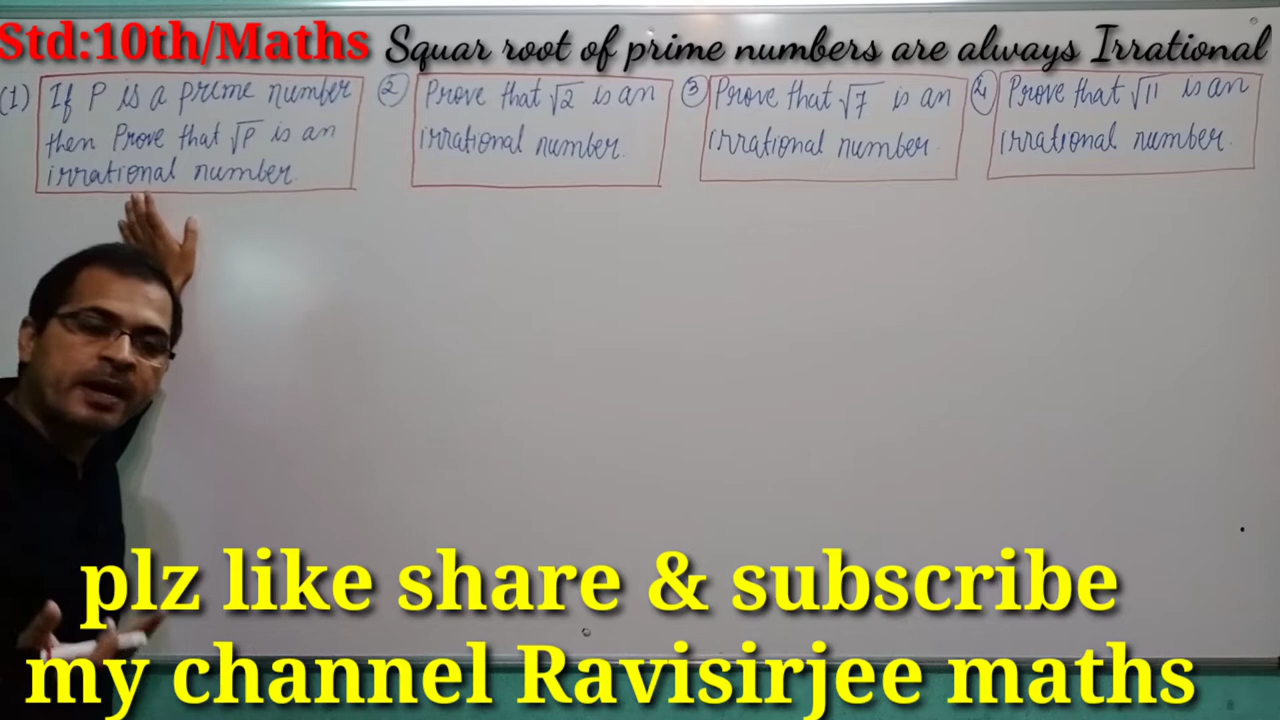 Std:10th/Maths Squar root of prime numbers are always Irrational
(1) If P is a prime number
then Prove that √P is an
irrational number.
② Prove that √2 is an
irrational number.
③ Prove that √7 is an
irrational number.
④ Prove that √11 is an
irrational number.
plz like share & subscribe
my channel Ravisirjee maths